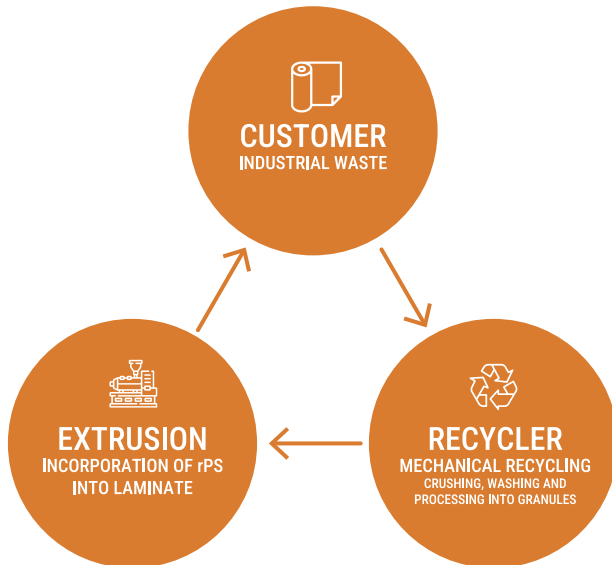 CUSTOMER
INDUSTRIAL WASTE
EXTRUSION
INCORPORATION OF rPS
INTO LAMINATE
RECYCLER
MECHANICAL RECYCLING
CRUSHING, WASHING AND
PROCESSING INTO GRANULES